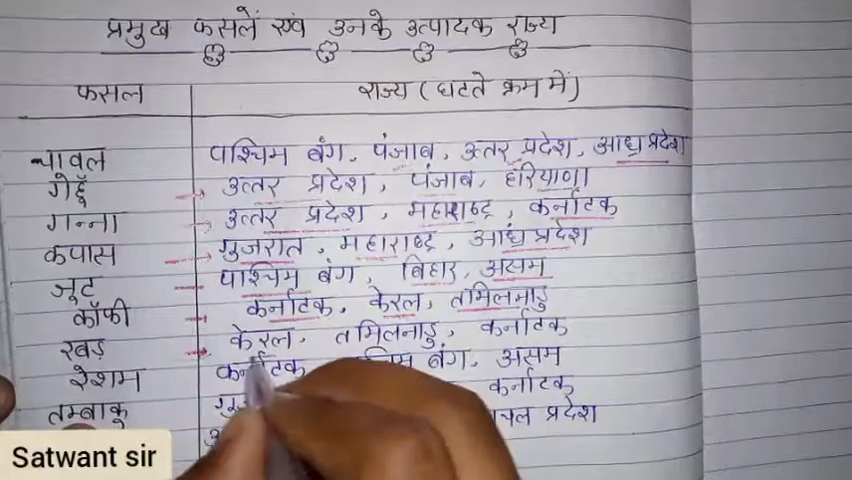 प्रमुख फसलें एवं उनके उत्पादक राज्य
फसल राज्य (घटते क्रम में)
चावल पश्चिम बंग, पंजाब, उत्तर प्रदेश, आंध्र प्रदेश
गेहूँ उत्तर प्रदेश, पंजाब, हरियाणा
गन्ना उत्तर प्रदेश, महाराष्ट्र, कर्नाटक
कपास गुजरात, महाराष्ट्र, आंध्र प्रदेश
जूट पाश्चिम बंग, बिहार, असम
कॉफी कर्नाटक, केरल, तमिलनाडु
रबड़ केरल, तमिलनाडु, कर्नाटक
रेशम कर्नाटक बंग, असम
तम्बाकू कर्नाटक
प्रदेश
Satwant sir